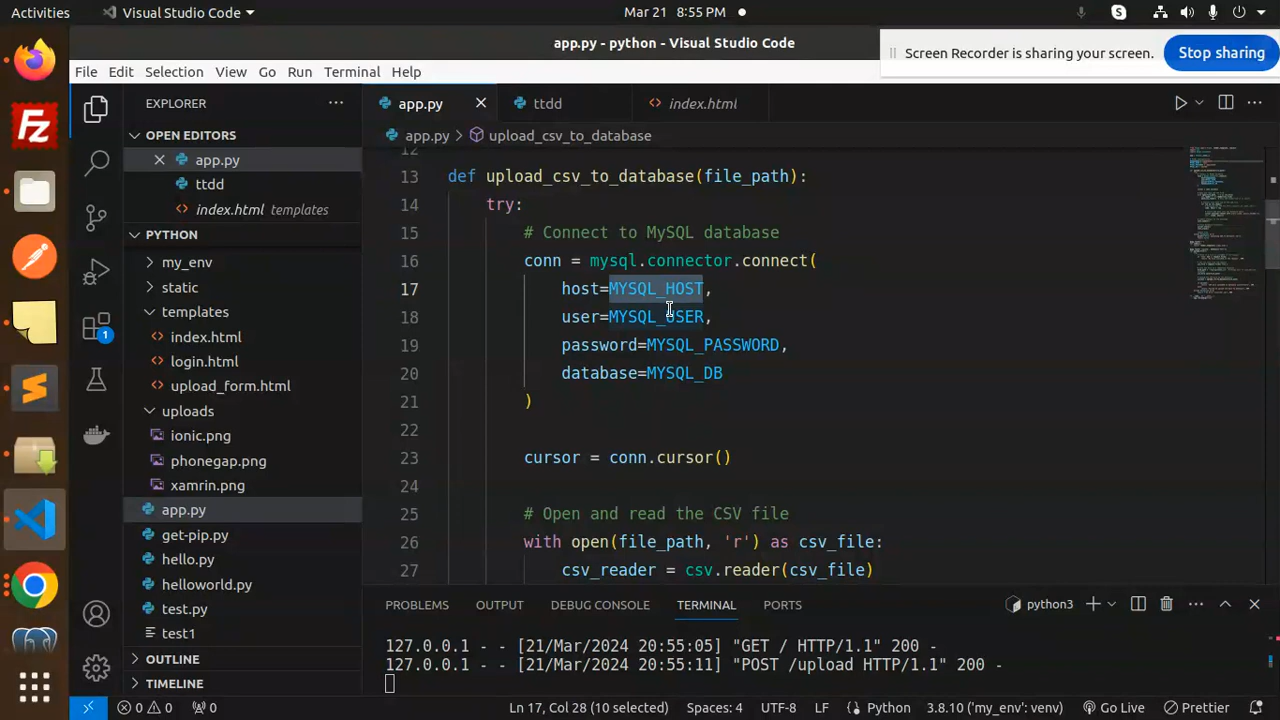 Activities Visual Studio Code Mar 21 8:55 PM
app.py - python - Visual Studio Code
Screen Recorder is sharing your screen. Stop sharing
File Edit Selection View Go Run Terminal Help
EXPLORER
app.py ttdd index.html
OPEN EDITORS
app.py
ttdd
index.html templates
PYTHON
my_env
static
templates
index.html
login.html
upload_form.html
uploads
ionic.png
phonegap.png
xamrin.png
app.py
get-pip.py
hello.py
helloworld.py
test.py
test1
OUTLINE
TIMELINE
1
app.py > upload_csv_to_database
12
13 def upload_csv_to_database(file_path):
14 try:
15 # Connect to MySQL database
16 conn = mysql.connector.connect(
17 host=MYSQL_HOST,
18 user=MYSQL_USER,
19 password=MYSQL_PASSWORD,
20 database=MYSQL_DB
21 )
22
23 cursor = conn.cursor()
24
25 # Open and read the CSV file
26 with open(file_path, 'r') as csv_file:
27 csv_reader = csv.reader(csv_file)
PROBLEMS OUTPUT DEBUG CONSOLE TERMINAL PORTS python3
127.0.0.1 - - [21/Mar/2024 20:55:05] "GET / HTTP/1.1" 200 -
127.0.0.1 - - [21/Mar/2024 20:55:11] "POST /upload HTTP/1.1" 200 -
0 0 0 Ln 17, Col 28 (10 selected) Spaces: 4 UTF-8 LF Python 3.8.10 ('my_env': venv) Go Live Prettier